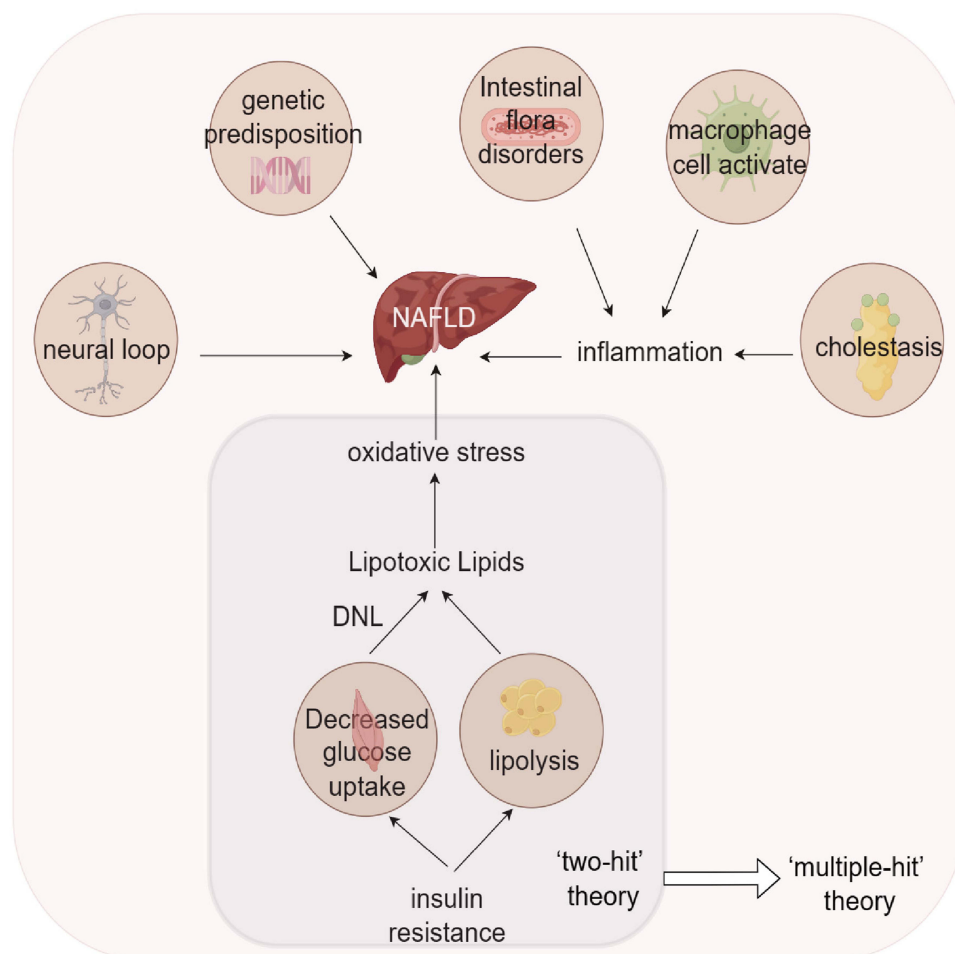 genetic
predisposition
Intestinal
flora
disorders
macrophage
cell activate
neural loop
NAFLD
inflammation
cholestasis
oxidative stress
Lipotoxic Lipids
DNL
Decreased
glucose
uptake
lipolysis
insulin
resistance
‘two-hit’
theory
‘multiple-hit’
theory